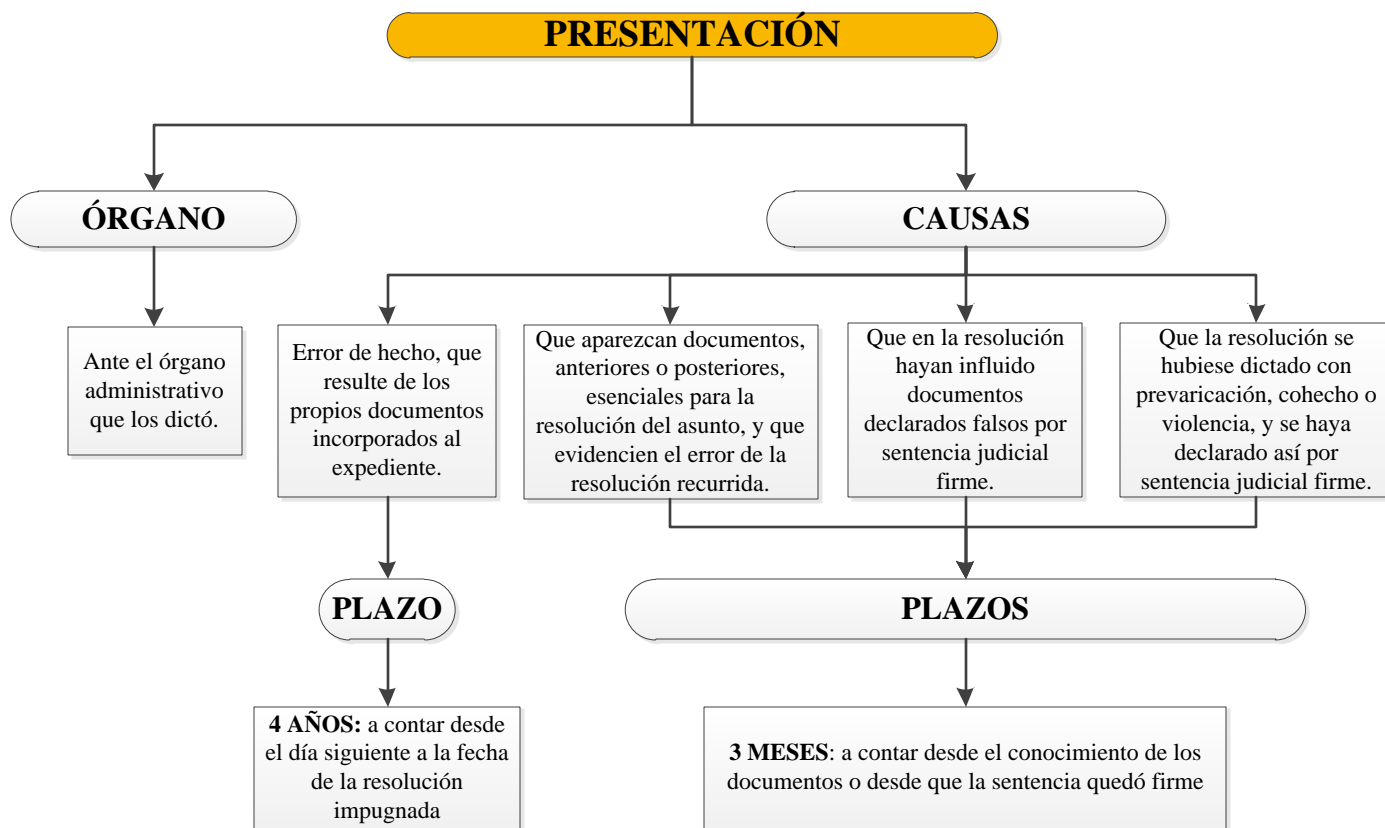 PRESENTACIÓN
ÓRGANO
CAUSAS
Ante el órgano
administrativo
que los dictó.
Error de hecho, que
resulte de los
propios documentos
incorporados al
expediente.
Que aparezcan documentos,
anteriores o posteriores,
esenciales para la
resolución del asunto, y que
evidencien el error de la
resolución recurrida.
Que en la resolución
hayan influido
documentos
declarados falsos por
sentencia judicial
firme.
Que la resolución se
hubiese dictado con
prevaricación, cohecho o
violencia, y se haya
declarado así por
sentencia judicial firme.
PLAZO
PLAZOS
4 AÑOS: a contar desde
el día siguiente a la fecha
de la resolución
impugnada
3 MESES: a contar desde el conocimiento de los
documentos o desde que la sentencia quedó firme